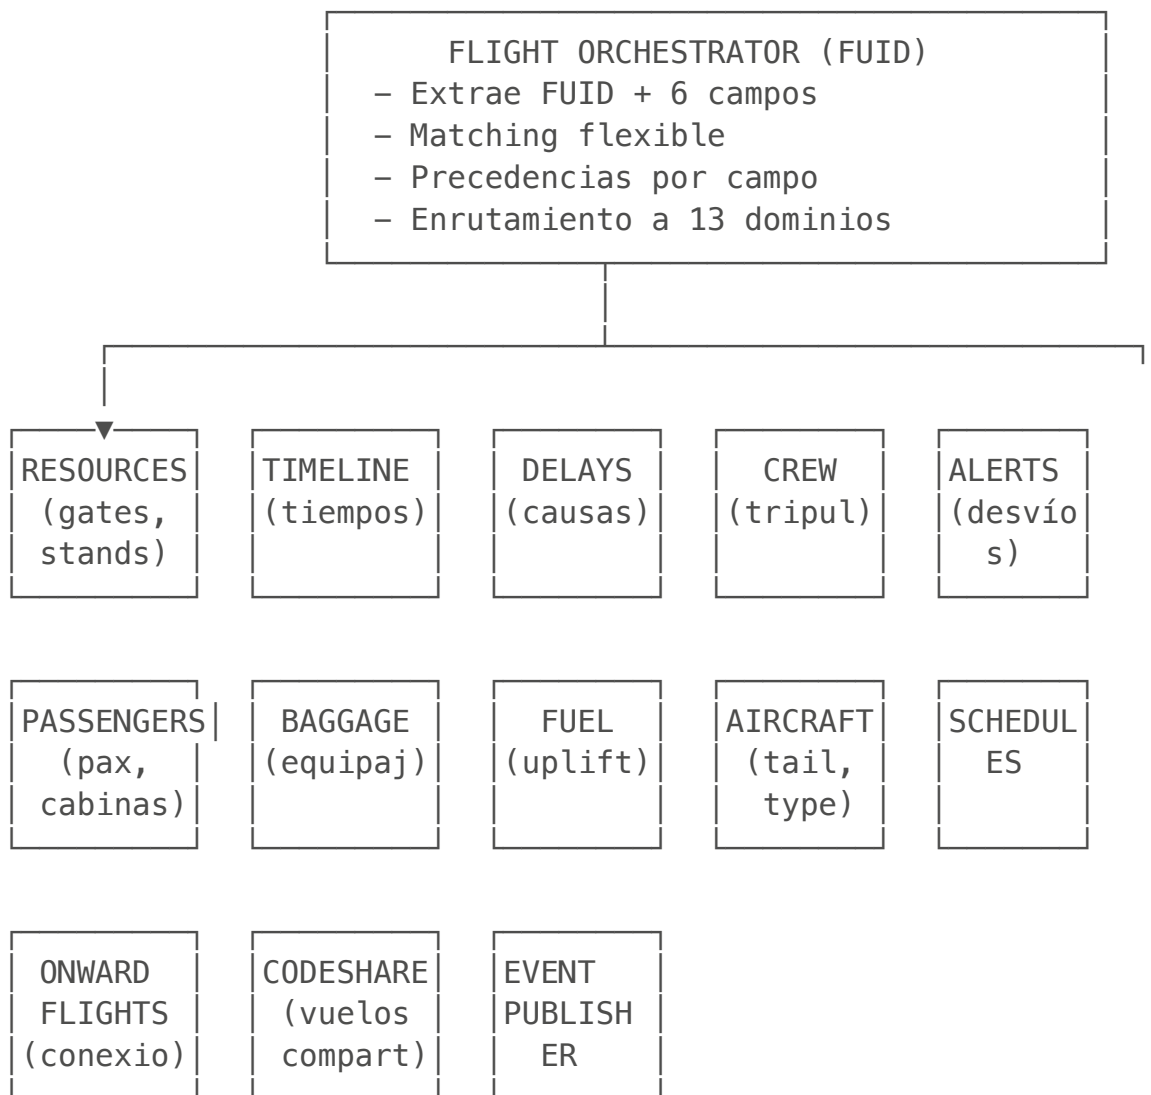 FLIGHT ORCHESTRATOR (FUID)
– Extrae FUID + 6 campos
– Matching flexible
– Precedencias por campo
– Enrutamiento a 13 dominios
RESOURCES TIMELINE DELAYS CREW ALERTS
(gates, (tiempos) (causas) (tripul) (desvío
stands) s)
PASSENGERS BAGGAGE FUEL AIRCRAFT SCHEDUL
(pax, (equipaj) (uplift) (tail, ES
cabinas) type)
ONWARD CODESHARE EVENT
FLIGHTS (vuelos PUBLISH
(conexio) compart) ER